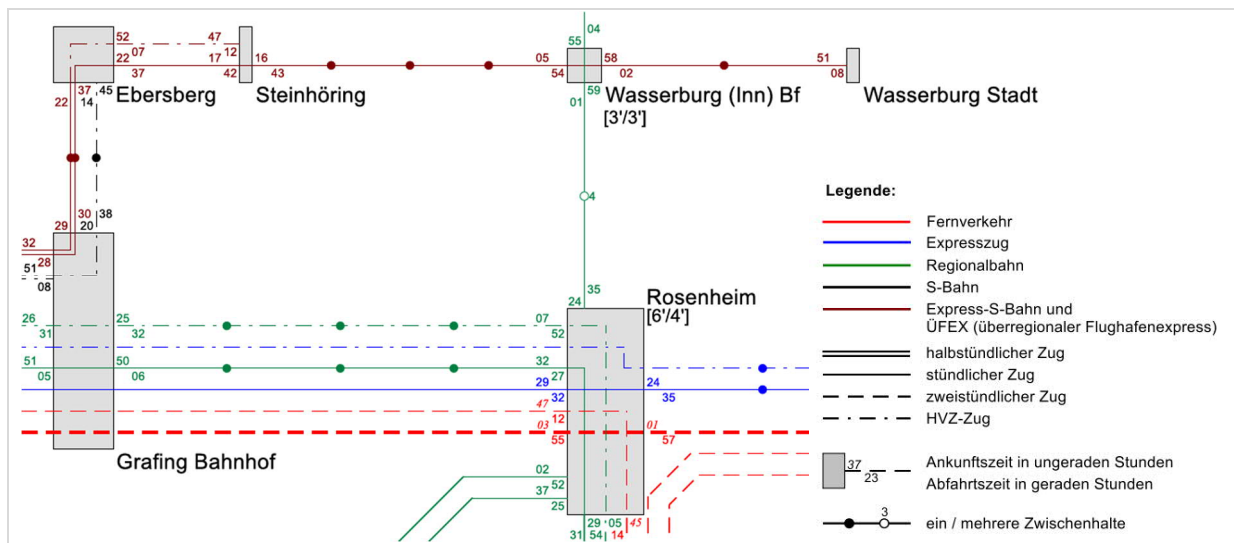 04
52 47 55
07 12 16 05 58 51
22 17
37 42 43 54 02 08
Ebersberg Steinhöring Wasserburg (Inn) Bf Wasserburg Stadt
[3'/3']
22 37 45 01 59
14
4
Legende:
Fernverkehr
Expresszug
Regionalbahn
S-Bahn
Express-S-Bahn und
ÜFEX (überregionaler Flughafenexpress)
halbstündlicher Zug
stündlicher Zug
zweistündlicher Zug
HVZ-Zug
37 Ankunftszeit in ungeraden Stunden
23 Abfahrtszeit in geraden Stunden
3
ein / mehrere Zwischenhalte
30 38
29 20
32
28
51
08
24 35
Rosenheim
[6'/4']
26 25 07
31 32 52
51 50 32
05 06 27
29 24
32 35
47
12
03 01
55 57
Grafing Bahnhof
02
52
37
25
29 05 45
31 54 14